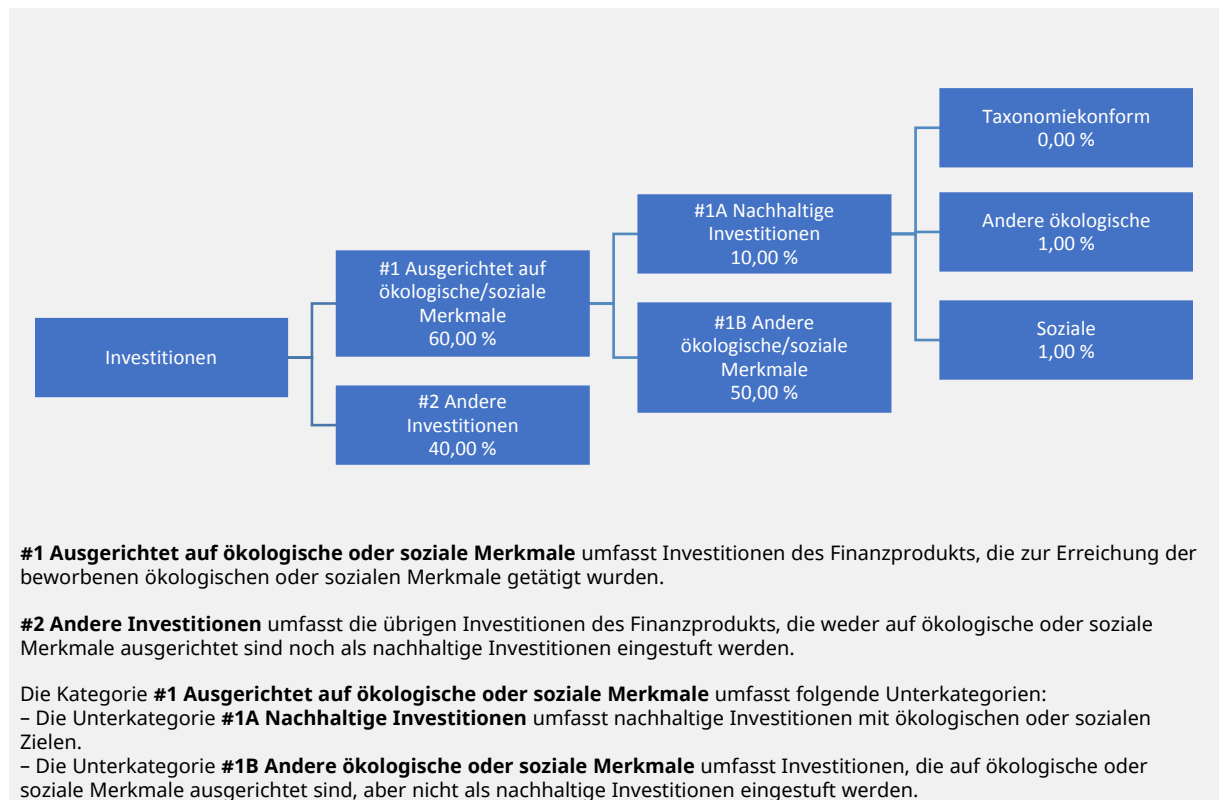 Investitionen
#1 Ausgerichtet auf
ökologische/soziale
Merkmale
60,00 %
#2 Andere
Investitionen
40,00 %
#1A Nachhaltige
Investitionen
10,00 %
#1B Andere
ökologische/soziale
Merkmale
50,00 %
Taxonomiekonform
0,00 %
Andere ökologische
1,00 %
Soziale
1,00 %
#1 Ausgerichtet auf ökologische oder soziale Merkmale umfasst Investitionen des Finanzprodukts, die zur Erreichung der
beworbenen ökologischen oder sozialen Merkmale getätigt wurden.
#2 Andere Investitionen umfasst die übrigen Investitionen des Finanzprodukts, die weder auf ökologische oder soziale
Merkmale ausgerichtet sind noch als nachhaltige Investitionen eingestuft werden.
Die Kategorie #1 Ausgerichtet auf ökologische oder soziale Merkmale umfasst folgende Unterkategorien:
– Die Unterkategorie #1A Nachhaltige Investitionen umfasst nachhaltige Investitionen mit ökologischen oder sozialen
Zielen.
– Die Unterkategorie #1B Andere ökologische oder soziale Merkmale umfasst Investitionen, die auf ökologische oder
soziale Merkmale ausgerichtet sind, aber nicht als nachhaltige Investitionen eingestuft werden.